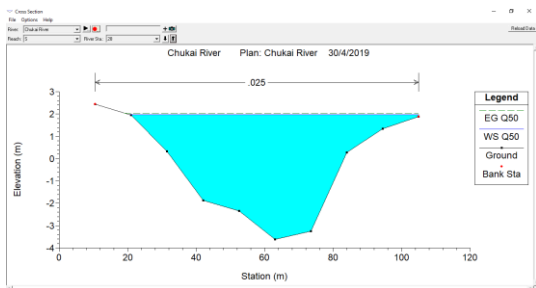 Cross Section
File Options Help
River: Chukai River
Reload Data
Reach: River Sta.: 20
Chukai River Plan: Chukai River 30/4/2019
.025
Legend
EG Q50
WS Q50
Ground
Bank Sta
Elevation (m)
3
2
1
0
-1
-2
-3
-4
0 20 40 60 80 100 120
Station (m)